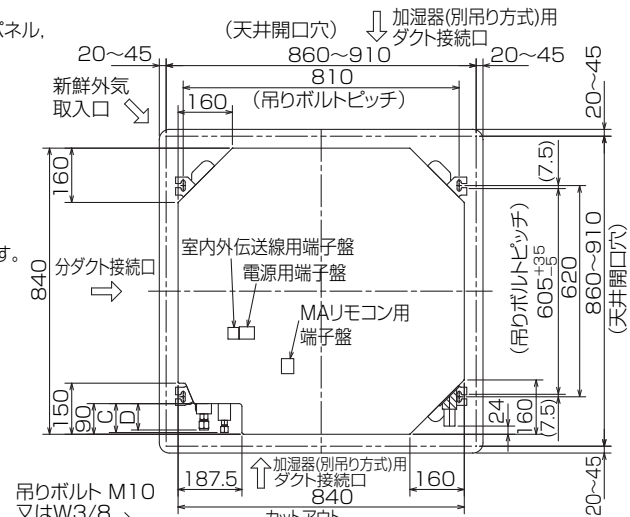 ネル,
(天井開口穴)
加湿器(別吊り方式)用
ダクト接続口
20〜45
860〜910
20〜45
810
新鮮外気
取入口
160
(吊りボルトピッチ)
20〜45
160
(7.5)
840
す。
分ダクト接続口
室内外伝送線用端子盤
電源用端子盤
MAリモコン用
端子盤
(吊りボルトピッチ)
605 +35 −5
620
860〜910
(天井開口穴)
150
90
C
D
24
160
(7.5)
187.5
加湿器(別吊り方式)用
ダクト接続口
160
840
20〜45
吊りボルト M10
又はW3/8
カットアウト